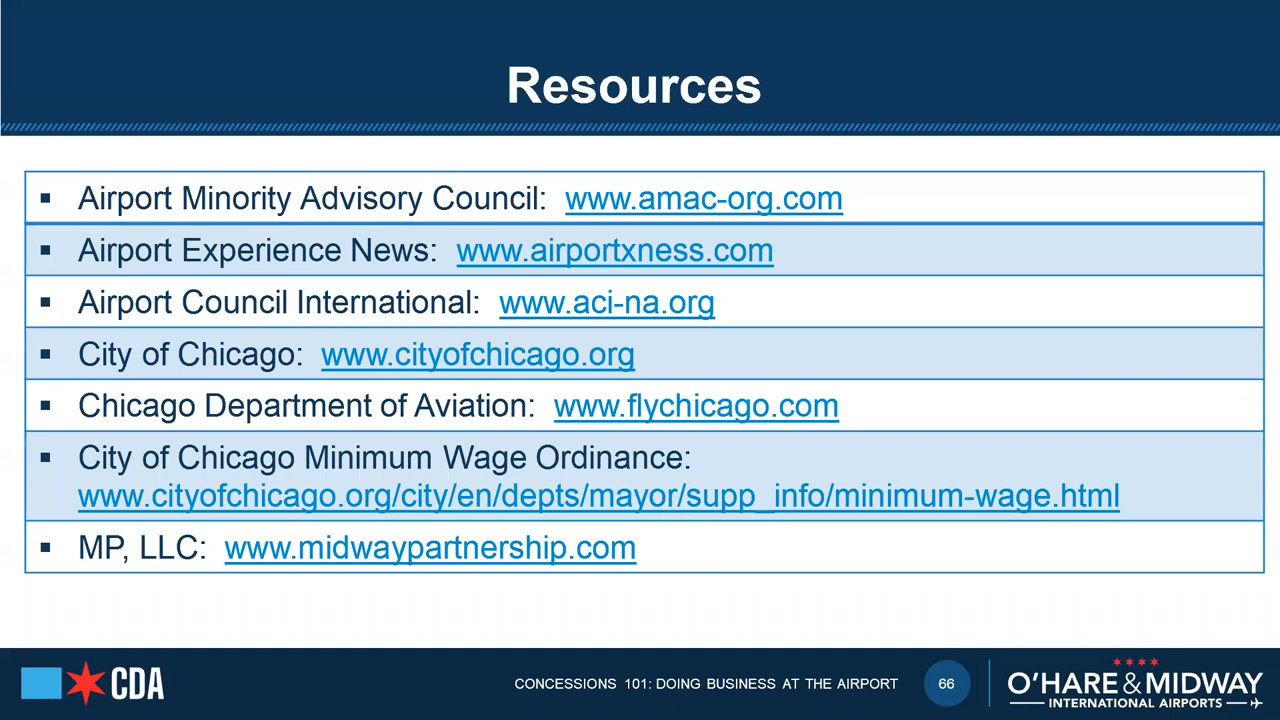 Resources
▪ Airport Minority Advisory Council: www.amac-org.com
▪ Airport Experience News: www.airportxness.com
▪ Airport Council International: www.aci-na.org
▪ City of Chicago: www.cityofchicago.org
▪ Chicago Department of Aviation: www.flychicago.com
▪ City of Chicago Minimum Wage Ordinance:
www.cityofchicago.org/city/en/depts/mayor/supp_info/minimum-wage.html
▪ MP, LLC: www.midwaypartnership.com
CDA
CONCESSIONS 101: DOING BUSINESS AT THE AIRPORT
66
O'HARE & MIDWAY
INTERNATIONAL AIRPORTS